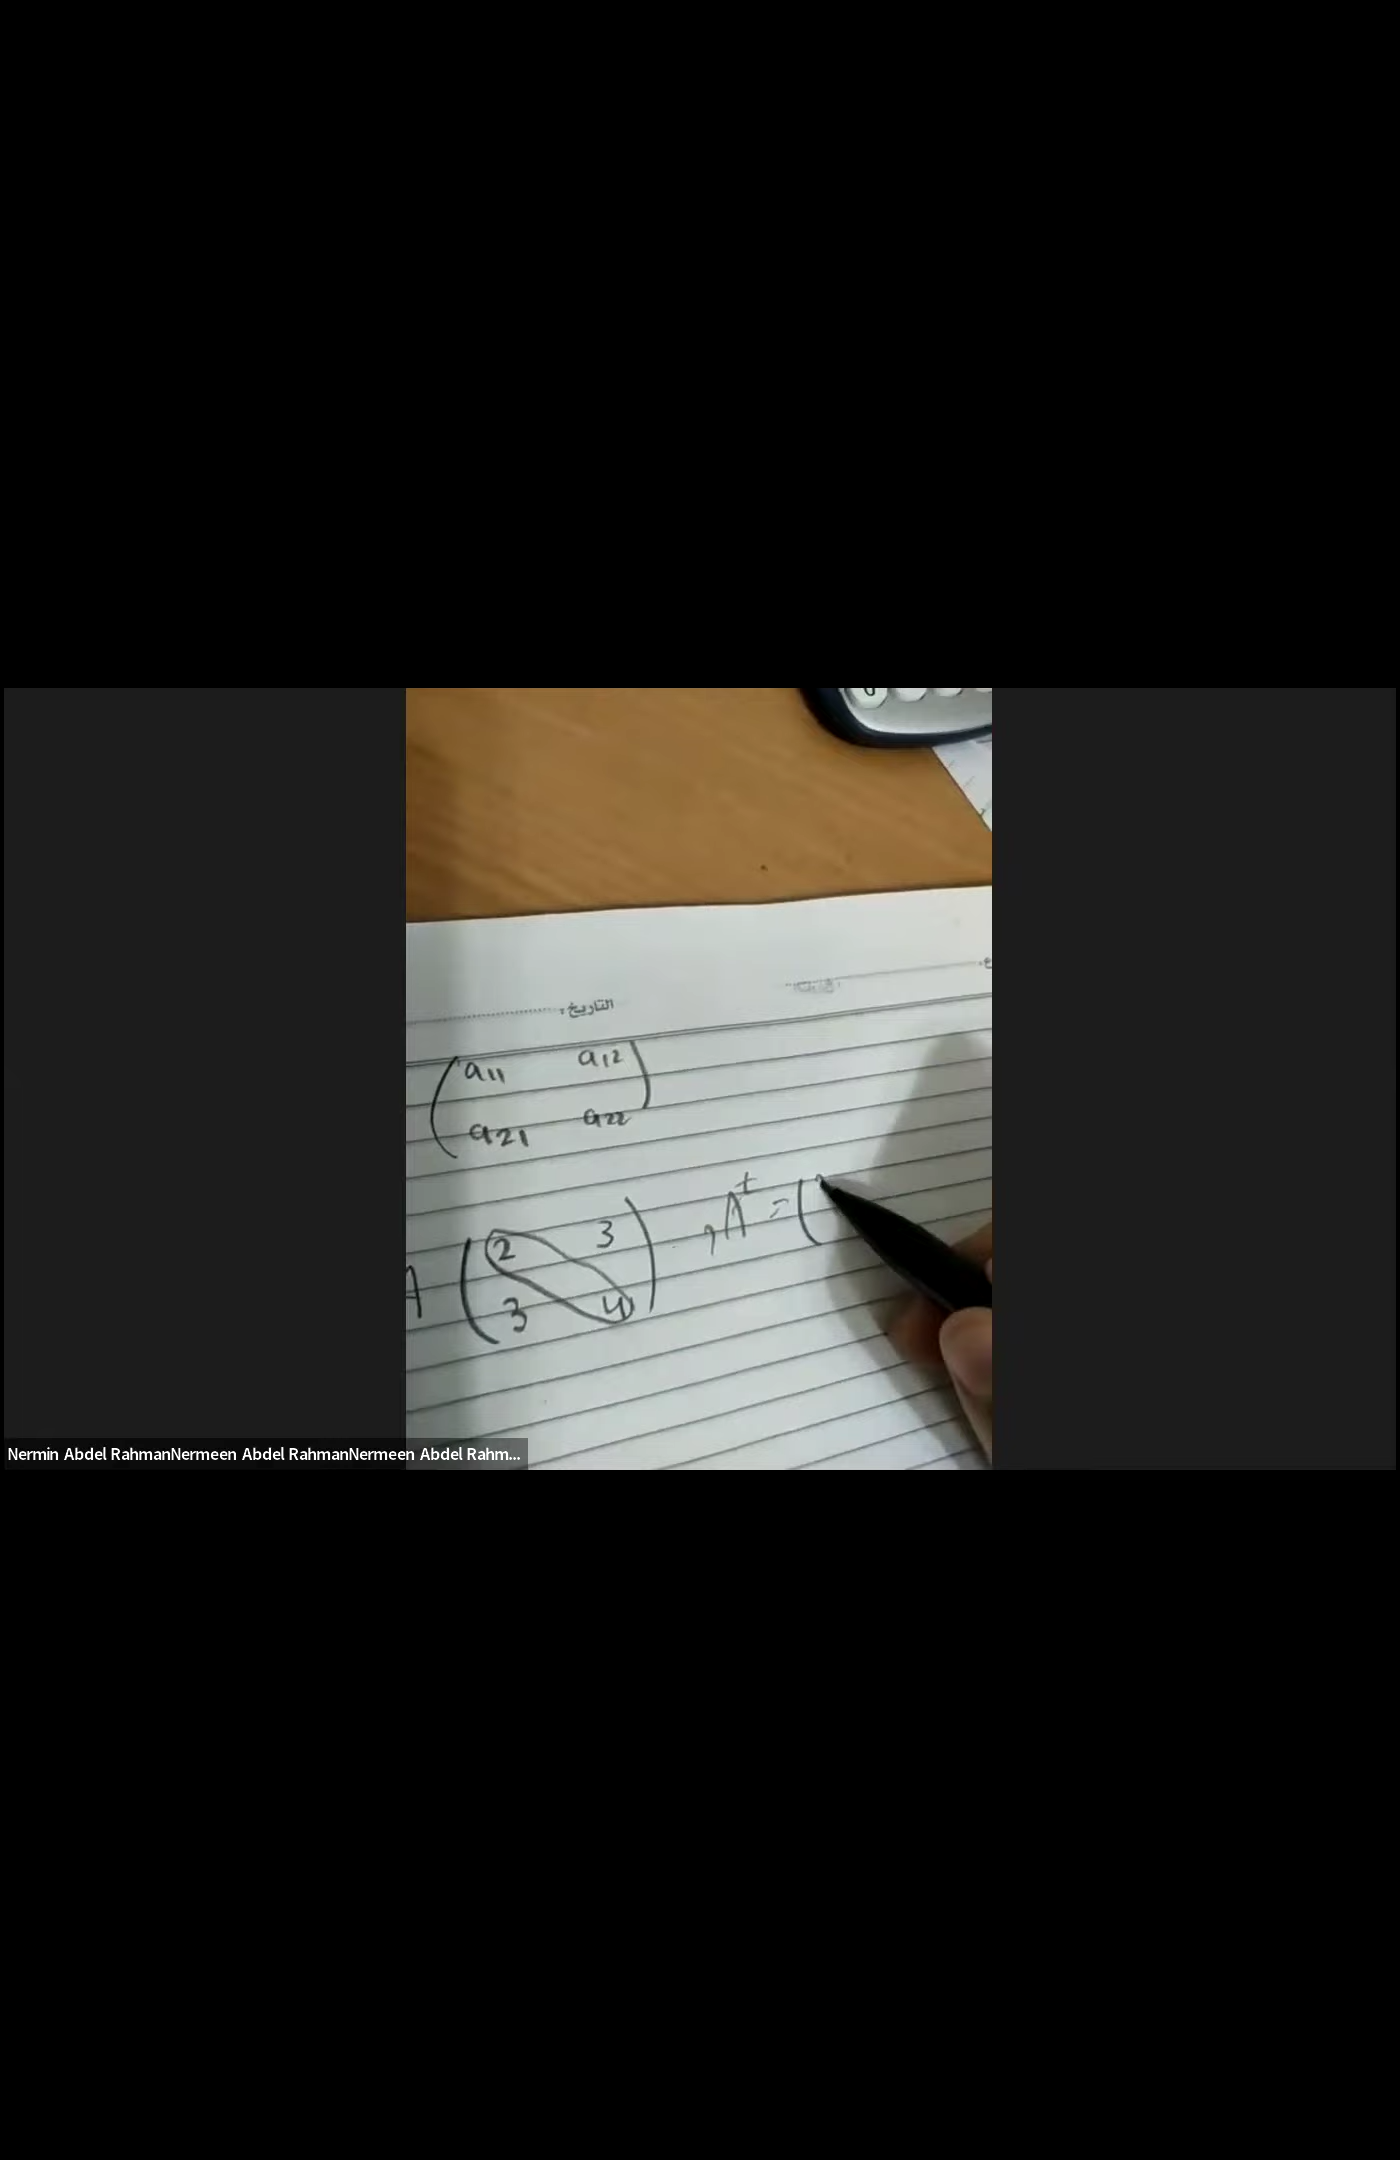 التاريخ :
a11 a12
a21 a22
A ( 2 3 ) , A^t = (
3 4
Nermin Abdel RahmanNermeen Abdel RahmanNermeen Abdel Rahm...